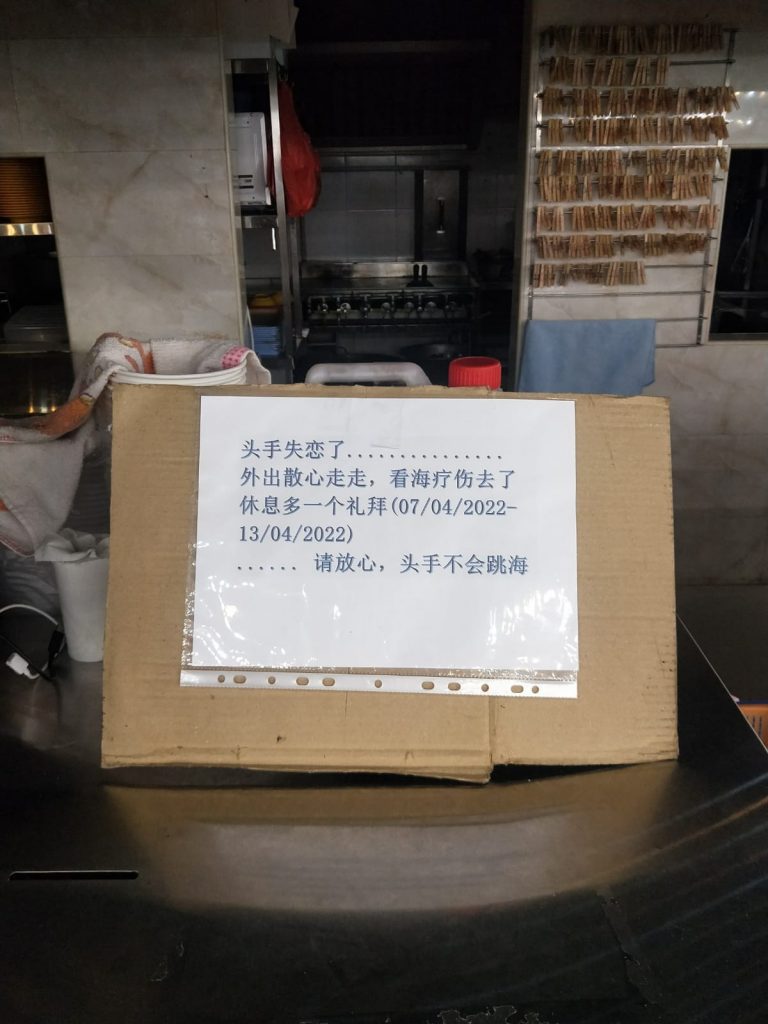 头手失恋了...............
外出散心走走，看海疗伤去了
休息多一个礼拜(07/04/2022-
13/04/2022)
...... 请放心，头手不会跳海